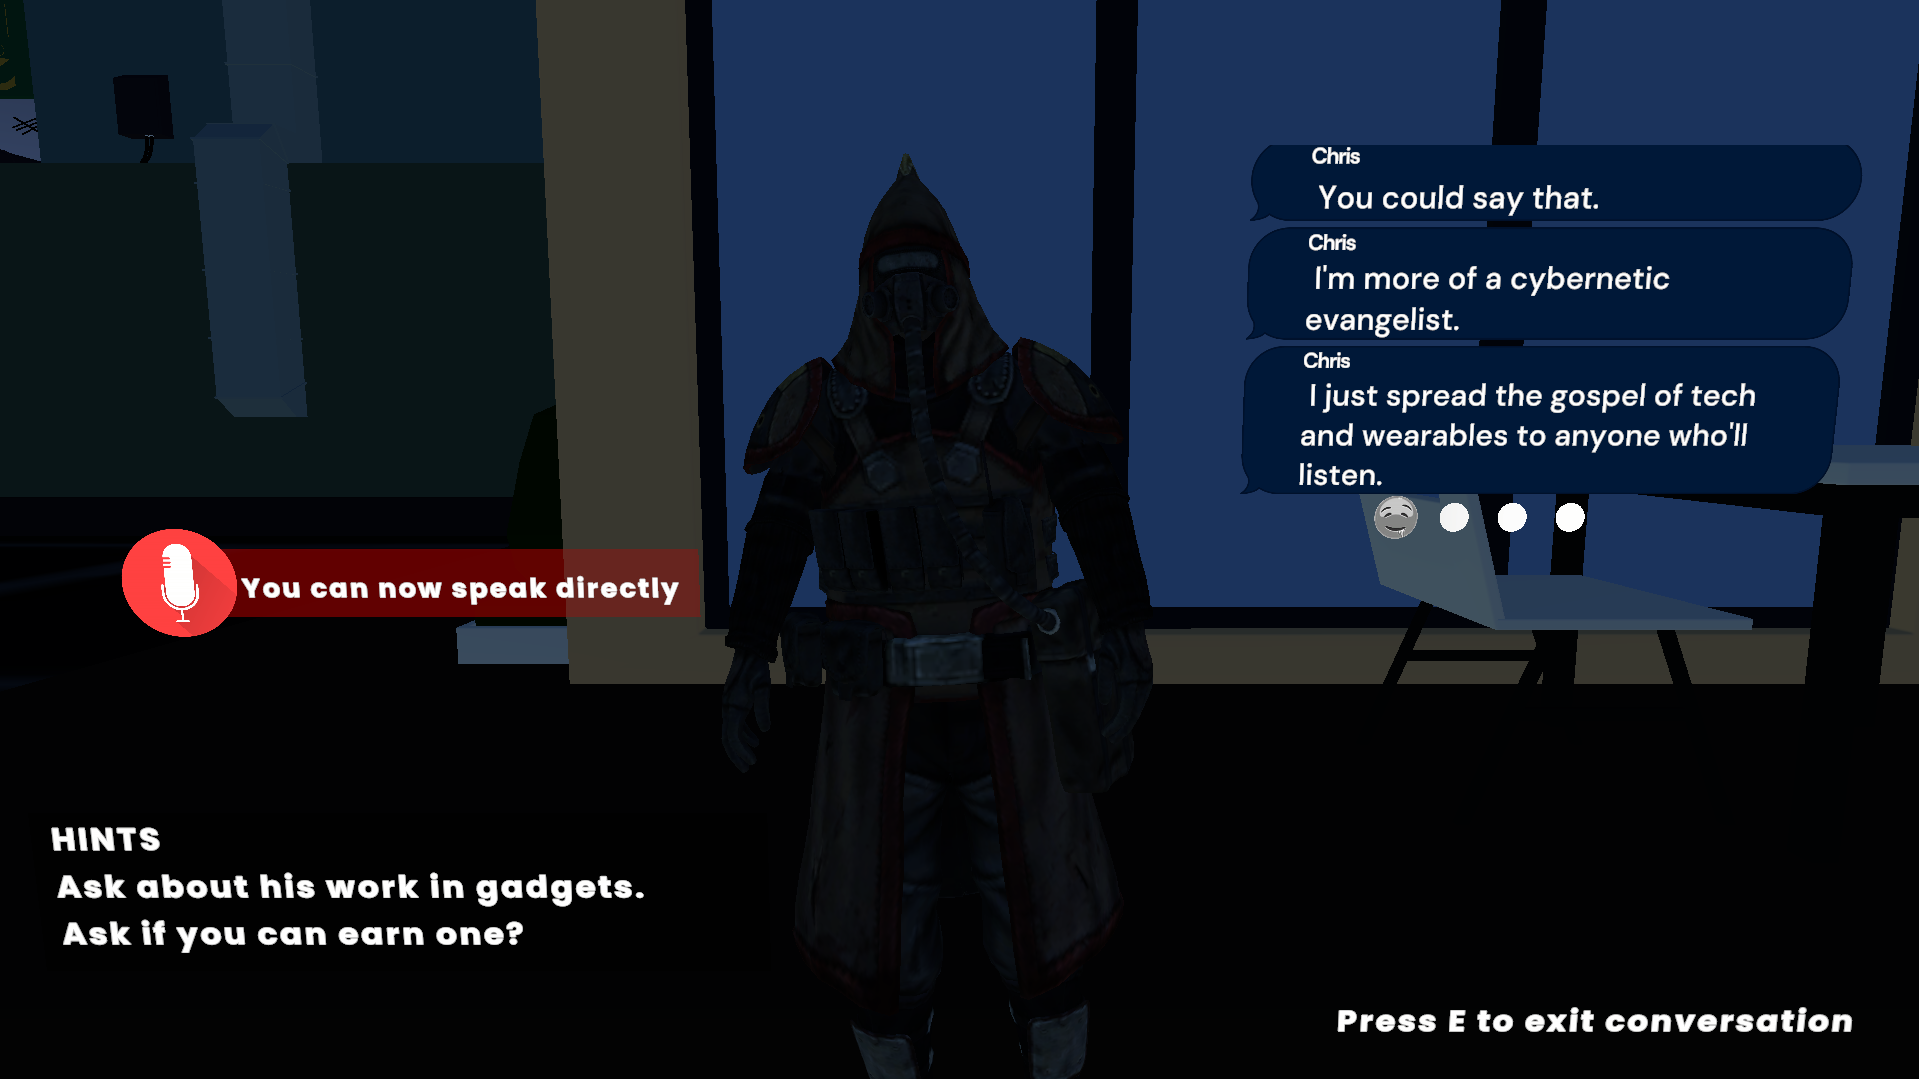 Chris
You could say that.
Chris
I'm more of a cybernetic
evangelist.
Chris
I just spread the gospel of tech
and wearables to anyone who'll
listen.
You can now speak directly
HINTS
Ask about his work in gadgets.
Ask if you can earn one?
Press E to exit conversation